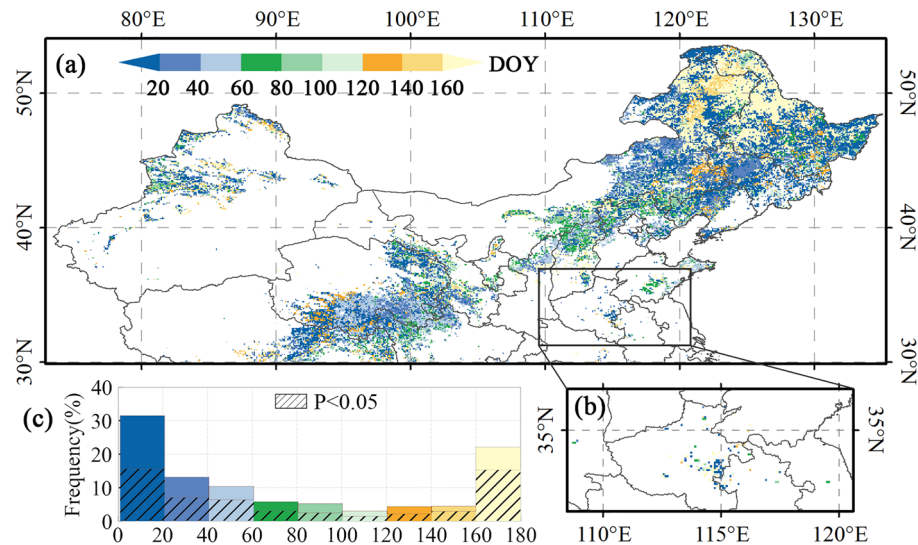 80°E 90°E 100°E 110°E 120°E 130°E
(a) DOY
20 40 60 80 100 120 140 160
50°N 50°N
40°N 40°N
30°N 30°N
(c) 40 P<0.05
30
20
10
0
Frequency(%)
0 20 40 60 80 100 120 140 160 180
(b)
35°N 35°N
110°E 115°E 120°E